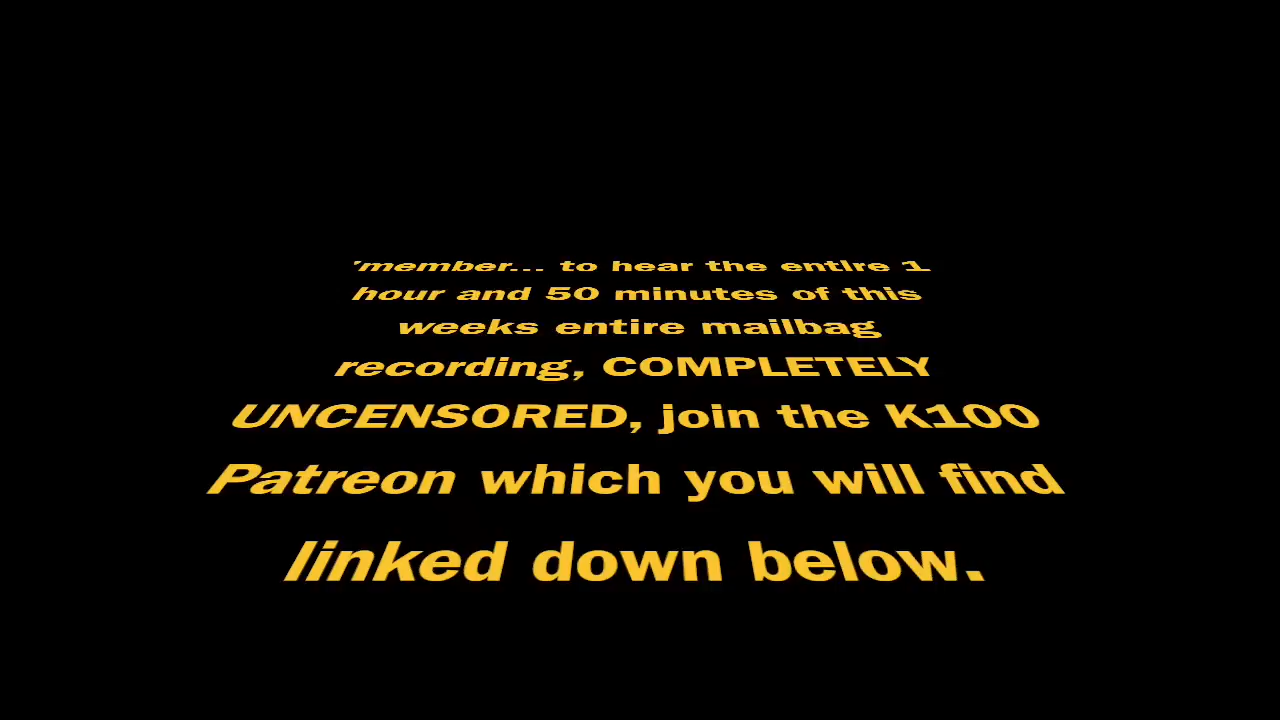 'member... to hear the entire 1
hour and 50 minutes of this
weeks entire mailbag
recording, COMPLETELY
UNCENSORED, join the K100
Patreon which you will find
linked down below.